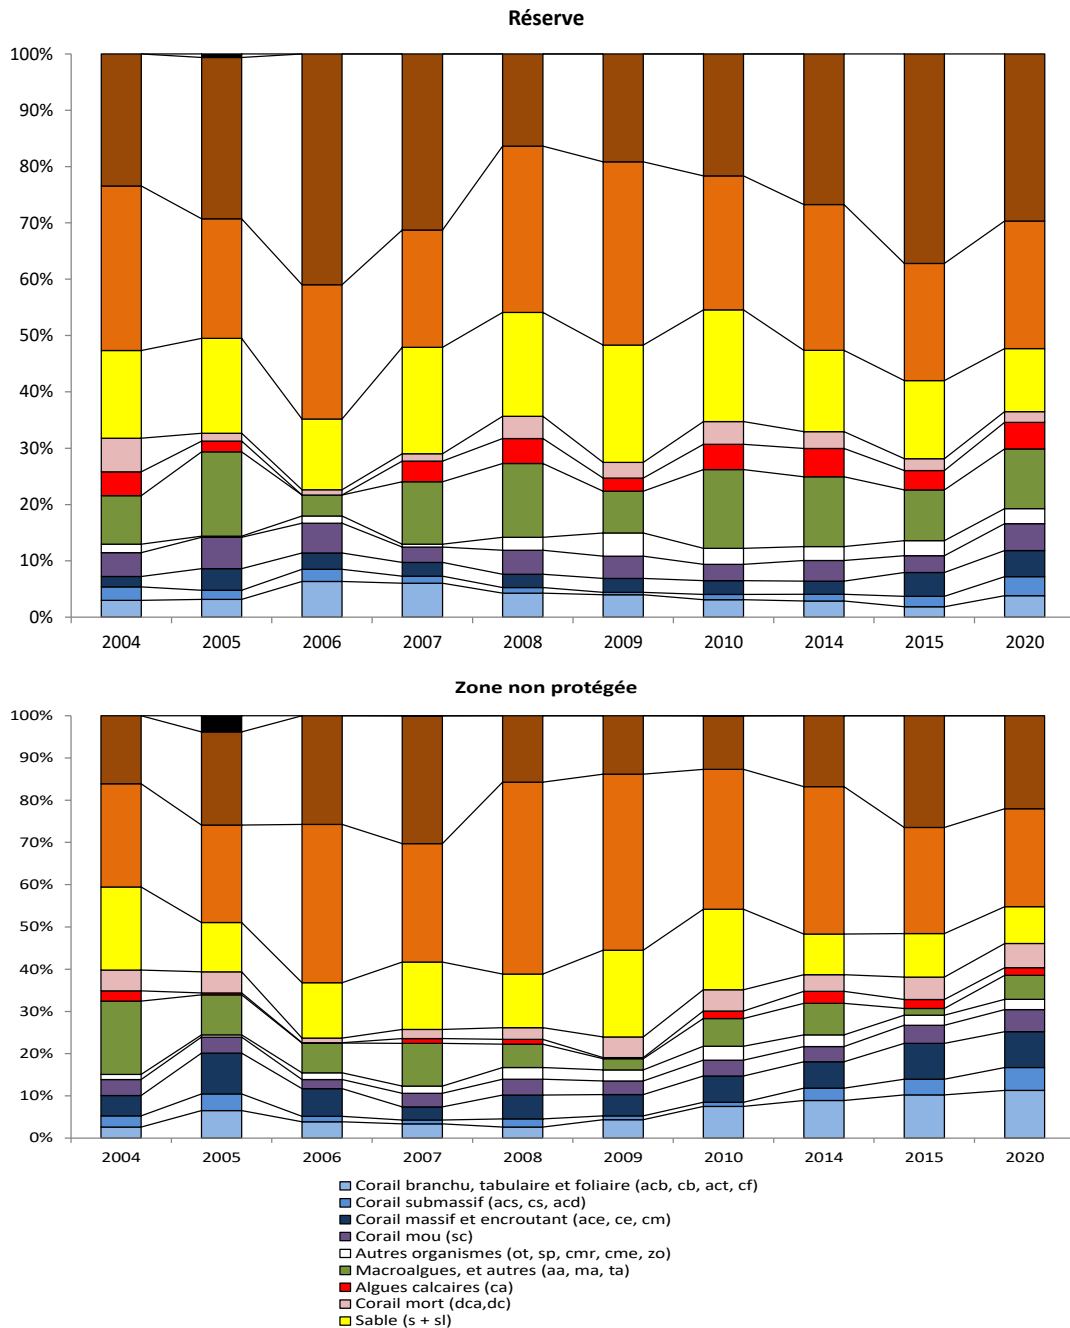 Réserve
100%
90%
80%
70%
60%
50%
40%
30%
20%
10%
0%
2004 2005 2006 2007 2008 2009 2010 2014 2015 2020
Zone non protégée
100%
90%
80%
70%
60%
50%
40%
30%
20%
10%
0%
2004 2005 2006 2007 2008 2009 2010 2014 2015 2020
Corail branchu, tabulaire et foliaire (acb, cb, act, cf)
Corail submassif (acs, cs, acd)
Corail massif et encroutant (ace, ce, cm)
Corail mou (sc)
Autres organismes (ot, sp, cmr, cme, zo)
Macroalgues, et autres (aa, ma, ta)
Algues calcaires (ca)
Corail mort (dca,dc)
Sable (s + sl)